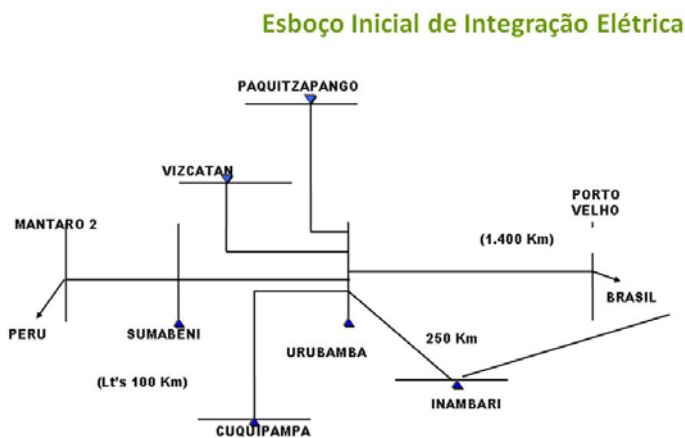 Esboço Inicial de Integração Elétrica
PAQUITZAPANGO
VIZCATAN
PORTO
VELHO
MANTARO 2
(1.400 Km)
BRASIL
PERU
SUMABENI
250 Km
URUBAMBA
(Lt's 100 Km)
INAMBARI
CUQUIPAMPA